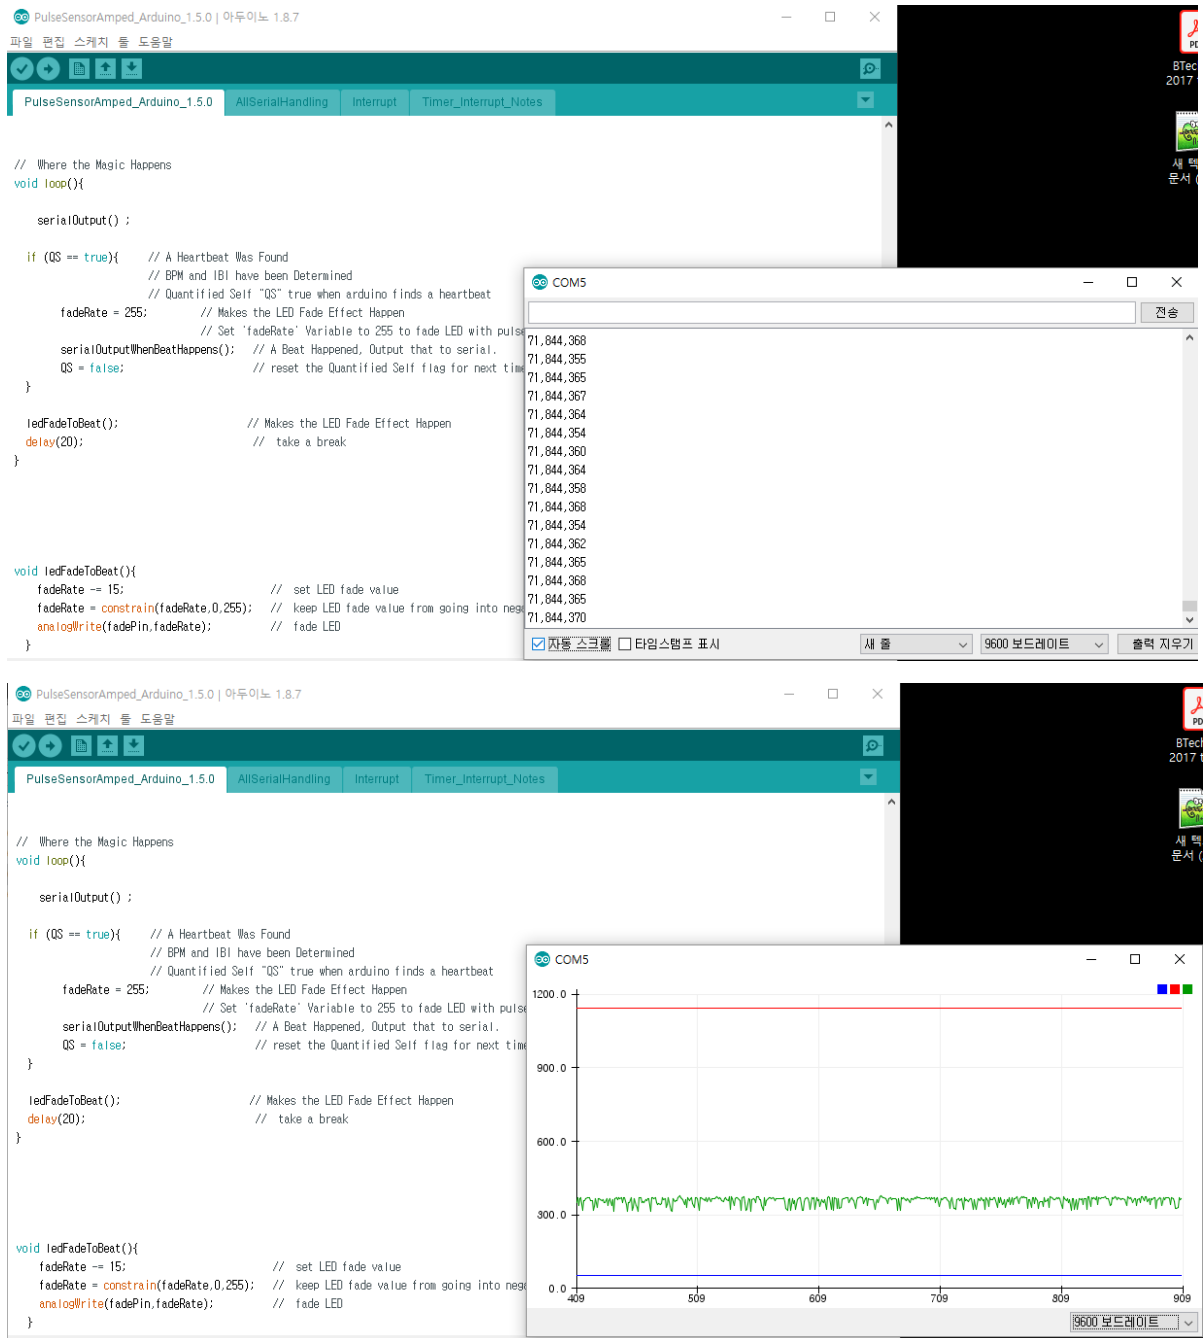 PulseSensorAmped_Arduino_1.5.0 | 아두이노 1.8.7
파일 편집 스케치 툴 도움말
PulseSensorAmped_Arduino_1.5.0 AllSerialHandling Interrupt Timer_Interrupt_Notes
// Where the Magic Happens
void loop(){
serialOutput() ;
if (QS == true){ // A Heartbeat Was Found
// BPM and IBI have been Determined
// Quantified Self "QS" true when arduino finds a heartbeat
fadeRate = 255; // Makes the LED Fade Effect Happen
// Set 'fadeRate' Variable to 255 to fade LED with pulse
serialOutputWhenBeatHappens(); // A Beat Happened, Output that to serial.
QS = false; // reset the Quantified Self flag for next time
}
ledFadeToBeat(); // Makes the LED Fade Effect Happen
delay(20); // take a break
}
void ledFadeToBeat(){
fadeRate -= 15; // set LED fade value
fadeRate = constrain(fadeRate,0,255); // keep LED fade value from going into nega
analogWrite(fadePin,fadeRate); // fade LED
}
COM5
전송
71,844,368
71,844,355
71,844,365
71,844,367
71,844,364
71,844,354
71,844,360
71,844,364
71,844,358
71,844,368
71,844,354
71,844,362
71,844,365
71,844,368
71,844,365
71,844,370
자동 스크롤 타임스탬프 표시 새 줄 9600 보드레이트 출력 지우기
PD
BTec
2017 t
새 텍
문서 (
PulseSensorAmped_Arduino_1.5.0 | 아두이노 1.8.7
파일 편집 스케치 툴 도움말
PulseSensorAmped_Arduino_1.5.0 AllSerialHandling Interrupt Timer_Interrupt_Notes
// Where the Magic Happens
void loop(){
serialOutput() ;
if (QS == true){ // A Heartbeat Was Found
// BPM and IBI have been Determined
// Quantified Self "QS" true when arduino finds a heartbeat
fadeRate = 255; // Makes the LED Fade Effect Happen
// Set 'fadeRate' Variable to 255 to fade LED with pulse
serialOutputWhenBeatHappens(); // A Beat Happened, Output that to serial.
QS = false; // reset the Quantified Self flag for next time
}
ledFadeToBeat(); // Makes the LED Fade Effect Happen
delay(20); // take a break
}
void ledFadeToBeat(){
fadeRate -= 15; // set LED fade value
fadeRate = constrain(fadeRate,0,255); // keep LED fade value from going into nega
analogWrite(fadePin,fadeRate); // fade LED
}
COM5
1200.0
900.0
600.0
300.0
0.0
409 509 609 709 809 909
9600 보드레이트
PD
BTech
2017 t
새 텍
문서 (